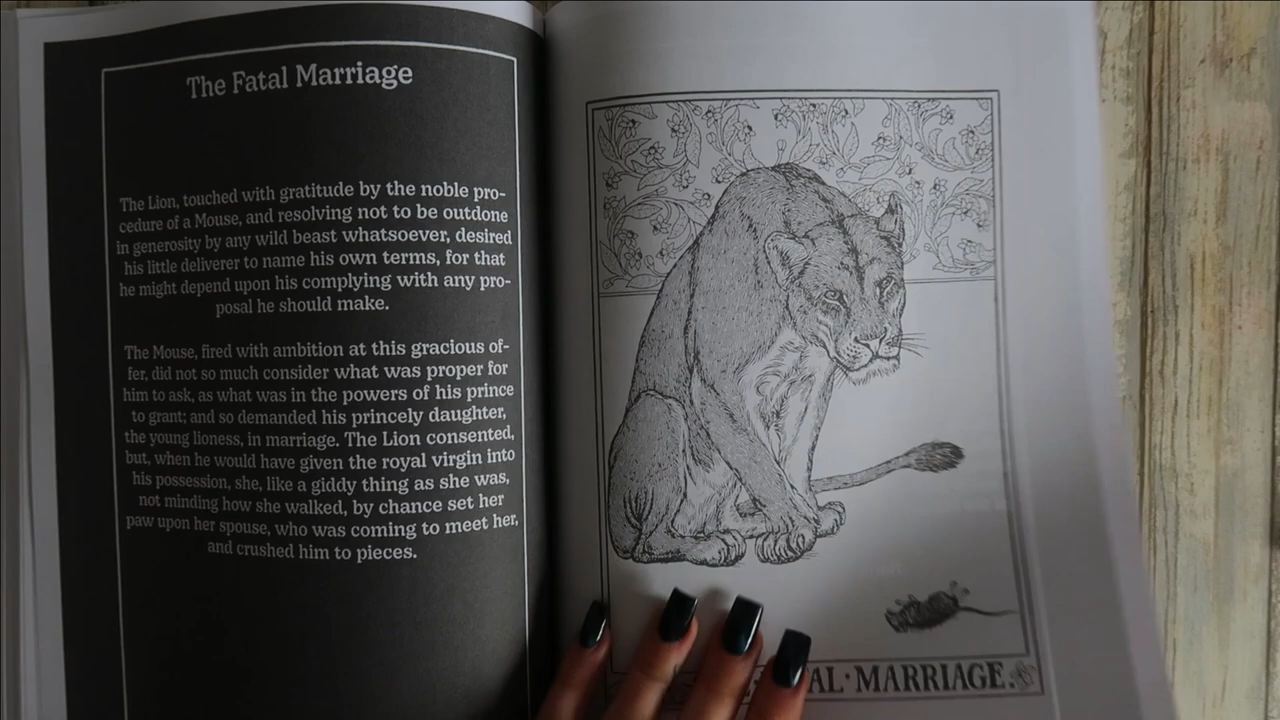 The Fatal Marriage
The Lion, touched with gratitude by the noble pro-
cedure of a Mouse, and resolving not to be outdone
in generosity by any wild beast whatsoever, desired
his little deliverer to name his own terms, for that
he might depend upon his complying with any pro-
posal he should make.
The Mouse, fired with ambition at this gracious of-
fer, did not so much consider what was proper for
him to ask, as what was in the powers of his prince
to grant; and so demanded his princely daughter,
the young lioness, in marriage. The Lion consented,
but, when he would have given the royal virgin into
his possession, she, like a giddy thing as she was,
not minding how she walked, by chance set her
paw upon her spouse, who was coming to meet her,
and crushed him to pieces.
AL·MARRIAGE.